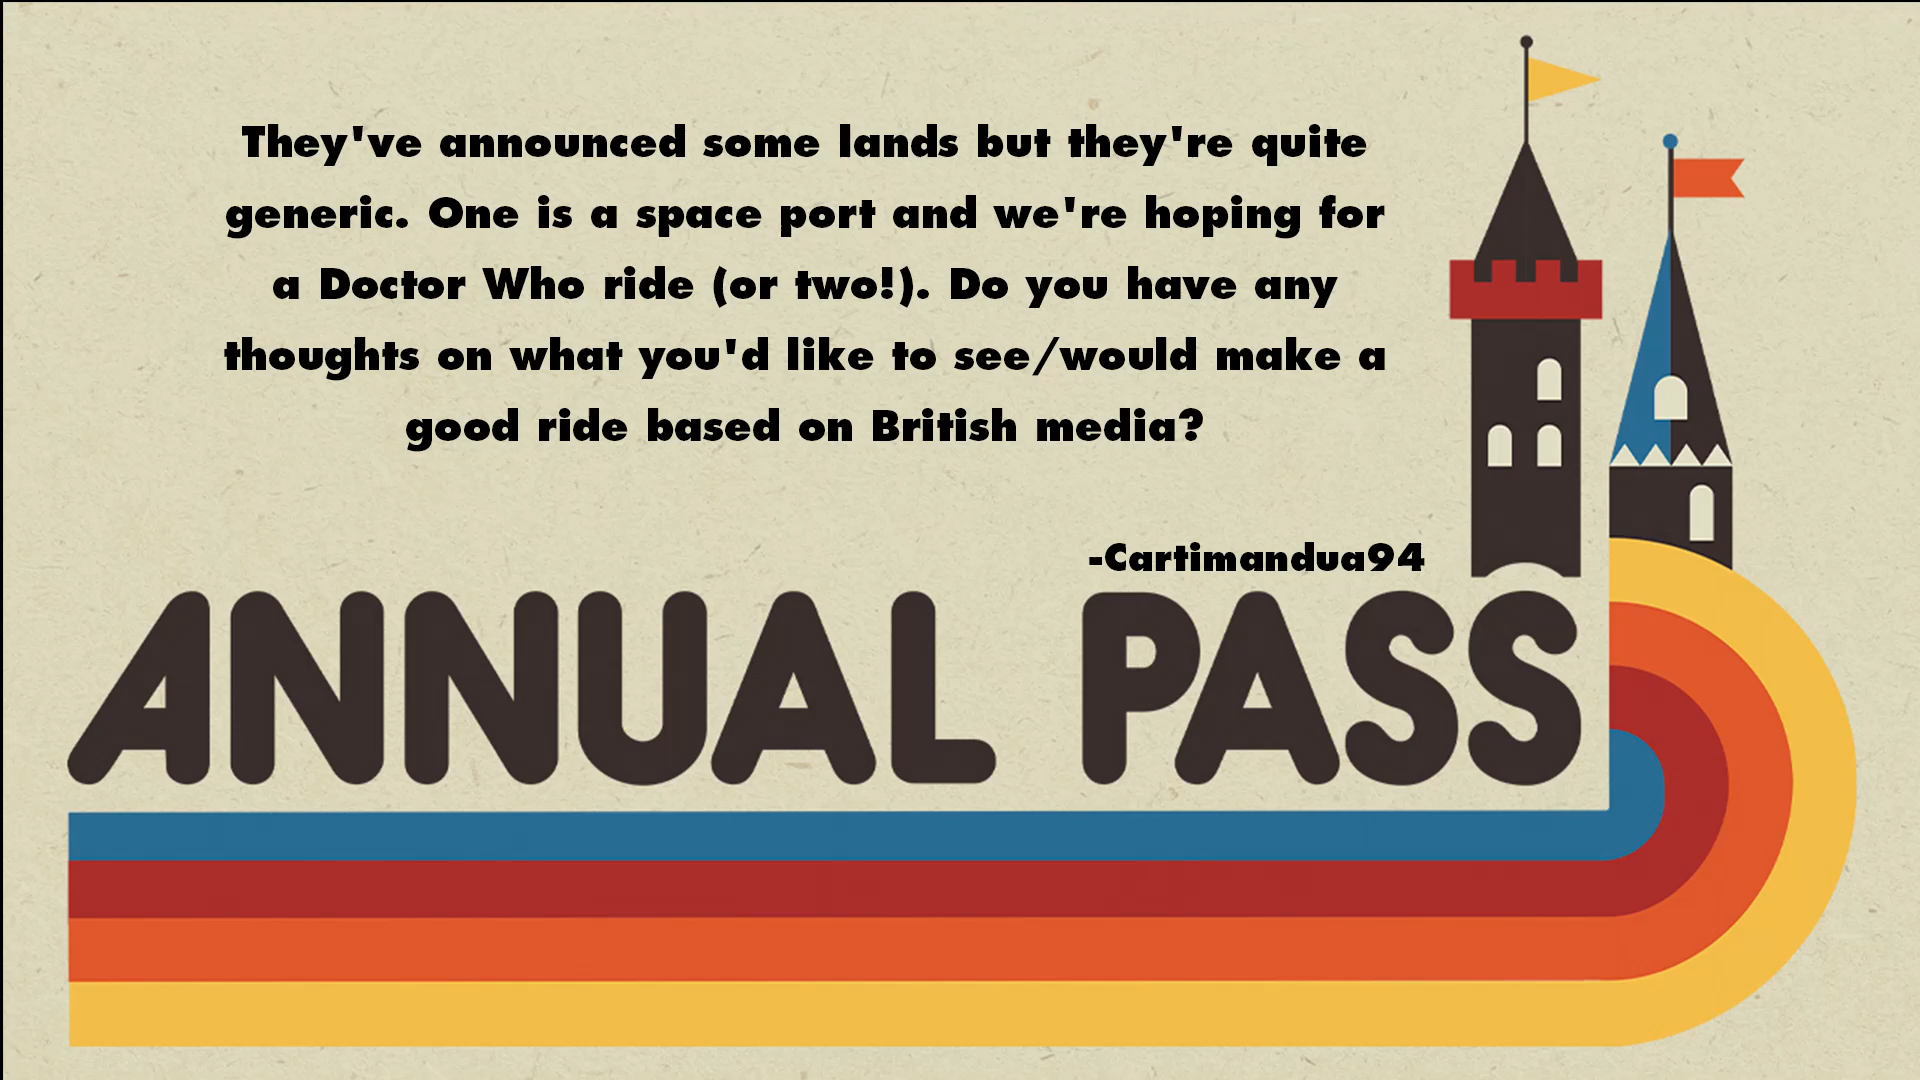 They've announced some lands but they're quite
generic. One is a space port and we're hoping for
a Doctor Who ride (or two!). Do you have any
thoughts on what you'd like to see/would make a
good ride based on British media?
-Cartimandua94
ANNUAL PASS